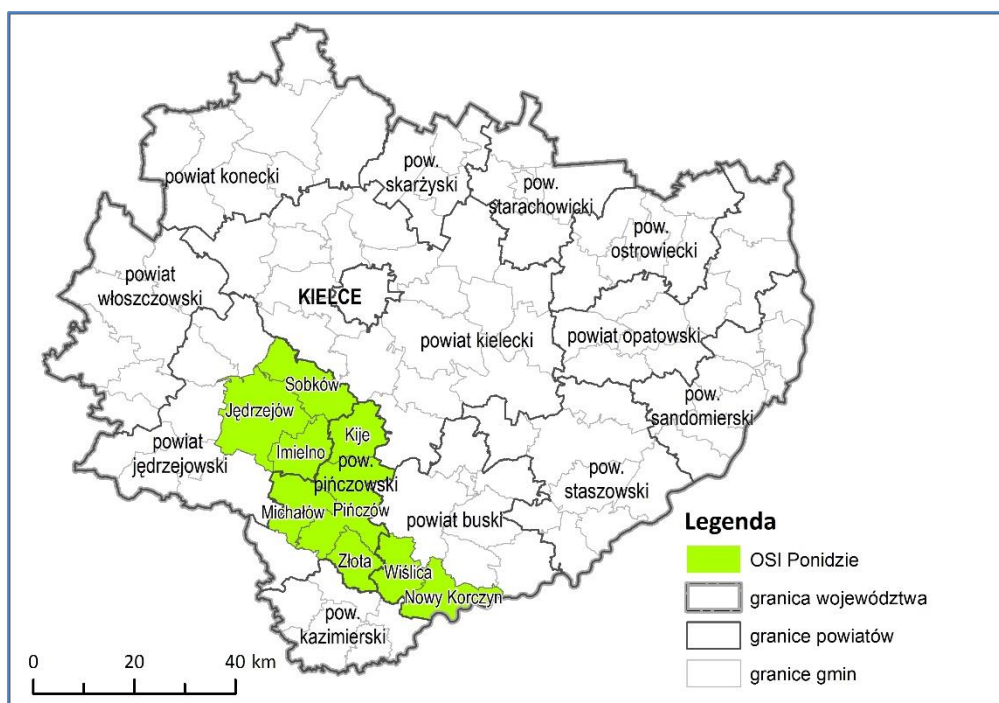 powiat konecki
pow.
skarżyski
pow.
starachowicki
pow.
ostrowiecki
powiat
włoszczowski
KIELCE
powiat kielecki
powiat opatowski
Sobków
pow.
sandomierski
Jędrzejów
Kije
powiat
jędrzejowski
Imielno
pow.
pińczowski
pow.
staszowski
Michałów
Pińczów
powiat buski
Złota
Wiślica
Nowy Korczyn
pow.
kazimierski
0 20 40 km
Legenda
OSI Ponidzie
granica województwa
granice powiatów
granice gmin